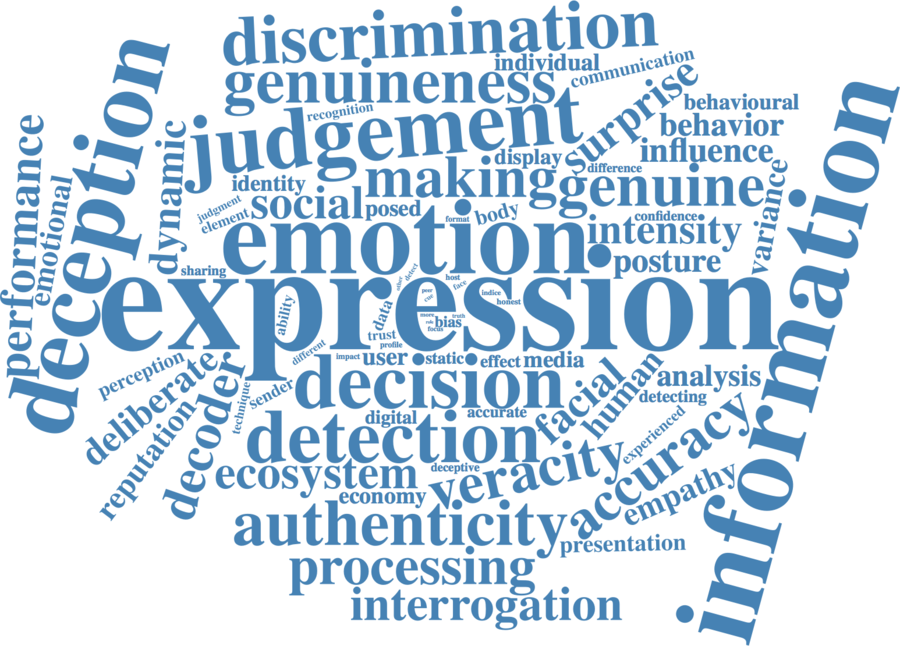 discrimination
individual
communication
genuineness
surprise
recognition
judgement
behavioural
behavior
influence
deception
performance
emotional
dynamic
display
difference
identity
making
genuine
variance
judgment
element
social
posed
format
body
confidence
intensity
emotion
posture
information
sharing
expression
ability
data
detect
host
face
peer
cue
indice
honest
more
truth
bias
focus
trust
profile
different
impact
user
static
effect
media
perception
deliberate
decoder
technique
sender
decision
facial
human
analysis
detecting
reputation
digital
accurate
detection
experienced
accuracy
ecosystem
deceptive
veracity
economy
empathy
authenticity
presentation
processing
interrogation